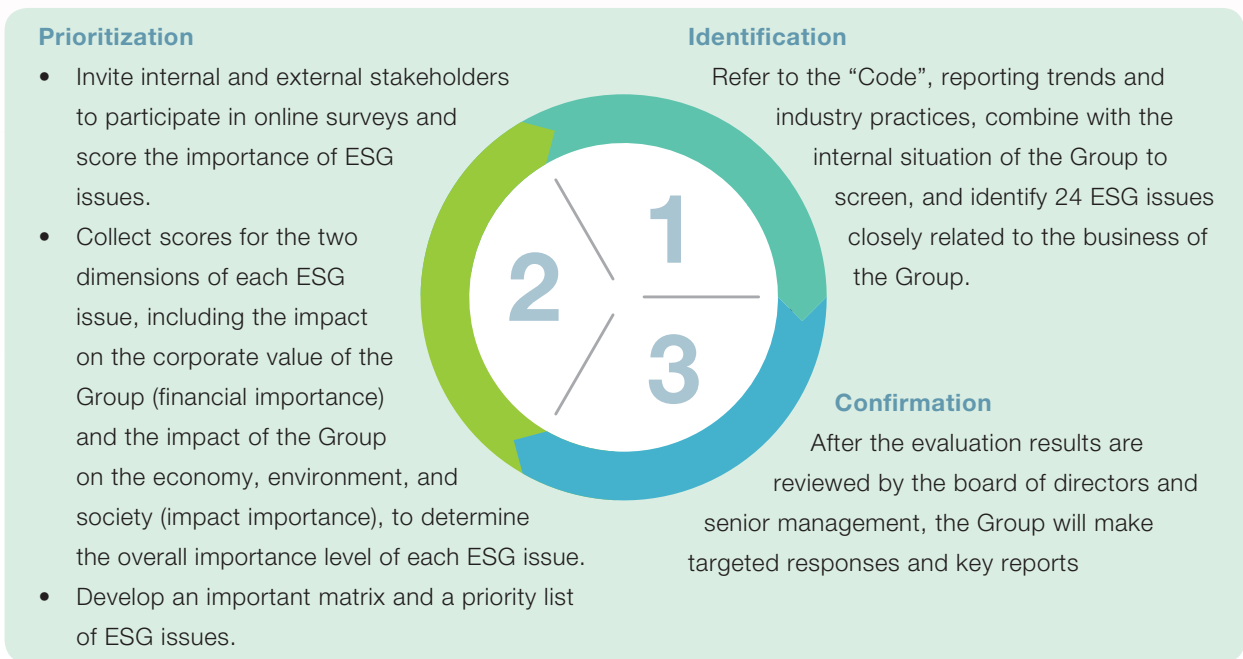 Prioritization
• Invite internal and external stakeholders
to participate in online surveys and
score the importance of ESG
issues.
• Collect scores for the two
dimensions of each ESG
issue, including the impact
on the corporate value of the
Group (financial importance)
and the impact of the Group
on the economy, environment, and
society (impact importance), to determine
the overall importance level of each ESG issue.
• Develop an important matrix and a priority list
of ESG issues.
1
2
3
Identification
Refer to the “Code”, reporting trends and
industry practices, combine with the
internal situation of the Group to
screen, and identify 24 ESG issues
closely related to the business of
the Group.
Confirmation
After the evaluation results are
reviewed by the board of directors and
senior management, the Group will make
targeted responses and key reports